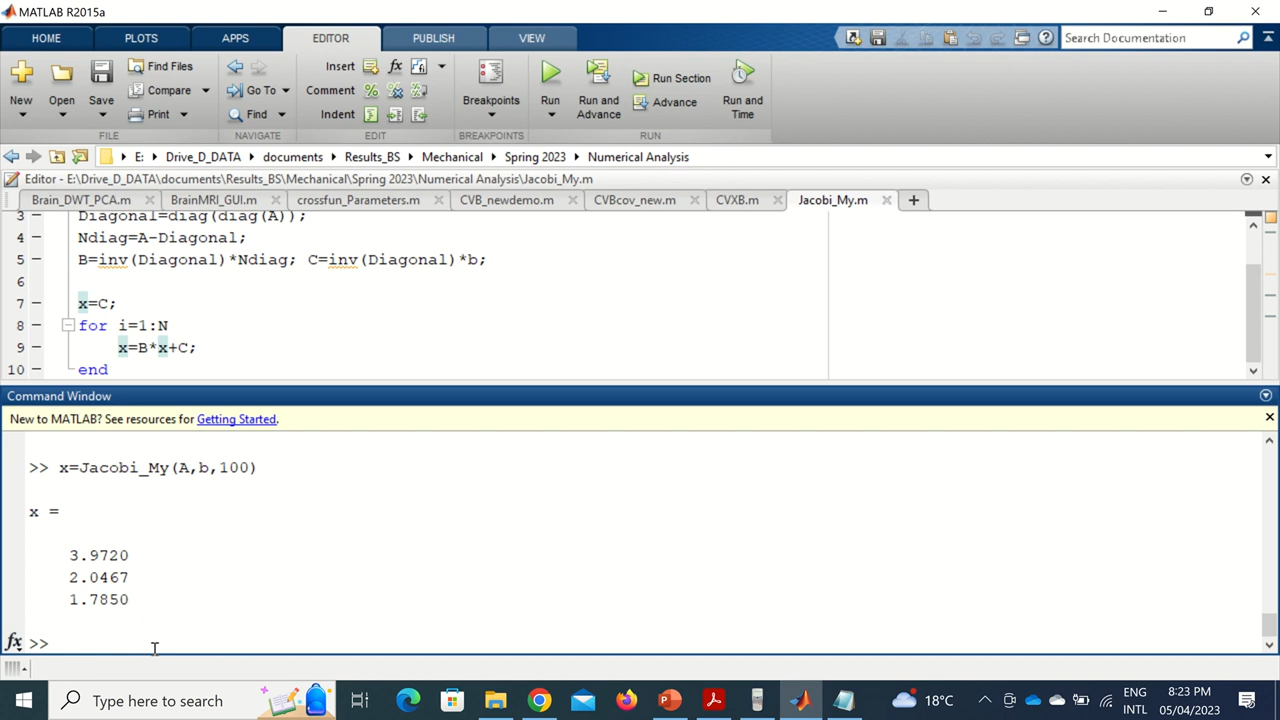 MATLAB R2015a
HOME PLOTS APPS EDITOR PUBLISH VIEW Search Documentation
New Open Save Find Files Compare Print Go To Find Insert fx Comment Indent Breakpoints Run Run and Advance Run Section Advance Run and Time
FILE NAVIGATE EDIT BREAKPOINTS RUN
E: Drive_D_DATA documents Results_BS Mechanical Spring 2023 Numerical Analysis
Editor - E:\Drive_D_DATA\documents\Results_BS\Mechanical\Spring 2023\Numerical Analysis\Jacobi_My.m
Brain_DWT_PCA.m BrainMRI_GUI.m crossfun_Parameters.m CVB_newdemo.m CVBcov_new.m CVXB.m Jacobi_My.m
3 Diagonal=diag(diag(A));
4 Ndiag=A-Diagonal;
5 B=inv(Diagonal)*Ndiag; C=inv(Diagonal)*b;
6
7 x=C;
8 for i=1:N
9 x=B*x+C;
10 end
Command Window
New to MATLAB? See resources for Getting Started.
>> x=Jacobi_My(A,b,100)
x =
3.9720
2.0467
1.7850
fx >>
Type here to search 18°C ENG INTL 8:23 PM 05/04/2023